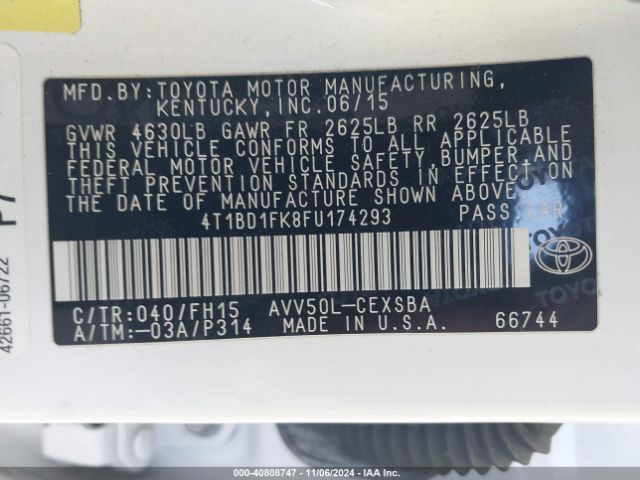 MFD.BY:TOYOTA MOTOR MANUFACTURING,
KENTUCKY,INC.06/15
GVWR 4630LB GAWR FR 2625LB RR 2625LB
THIS VEHICLE CONFORMS TO ALL APPLICABLE
FEDERAL MOTOR VEHICLE SAFETY,BUMPER,AND
THEFT PREVENTION STANDARDS IN EFFECT ON
THE DATE OF MANUFACTURE SHOWN ABOVE.
4T1BD1FK8FU174293 PASS.CAR
C/TR:040/FH15 AVV50L-CEXSBA
A/TM:-03A/P314 MADE IN U.S.A. 66744
TOYOTA
42661-06722
000-40808747 - 11/06/2024 - IAA Inc.